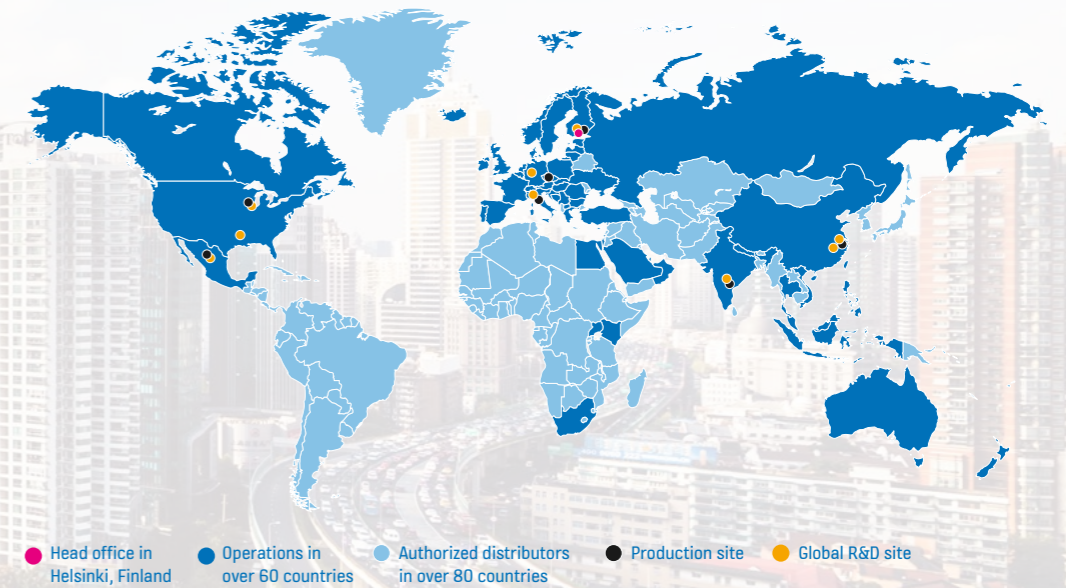 Head office in
Helsinki, Finland
Operations in
over 60 countries
Authorized distributors
in over 80 countries
Production site
Global R&D site